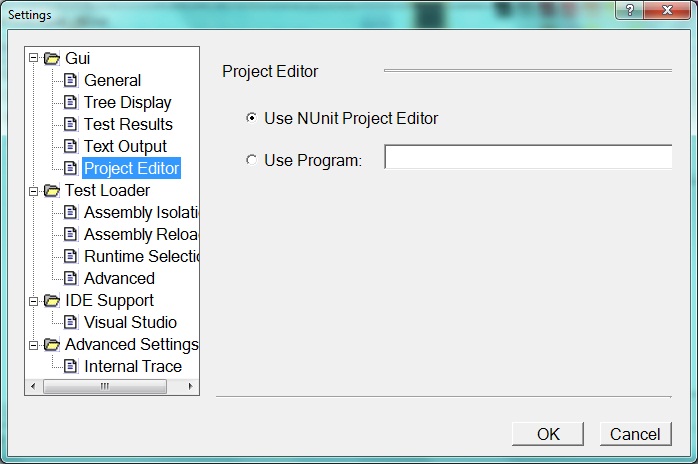 Settings
Gui
General
Tree Display
Test Results
Text Output
Project Editor
Test Loader
Assembly Isolati
Assembly Reloa
Runtime Selectio
Advanced
IDE Support
Visual Studio
Advanced Settings
Internal Trace
Project Editor
Use NUnit Project Editor
Use Program:
OK Cancel